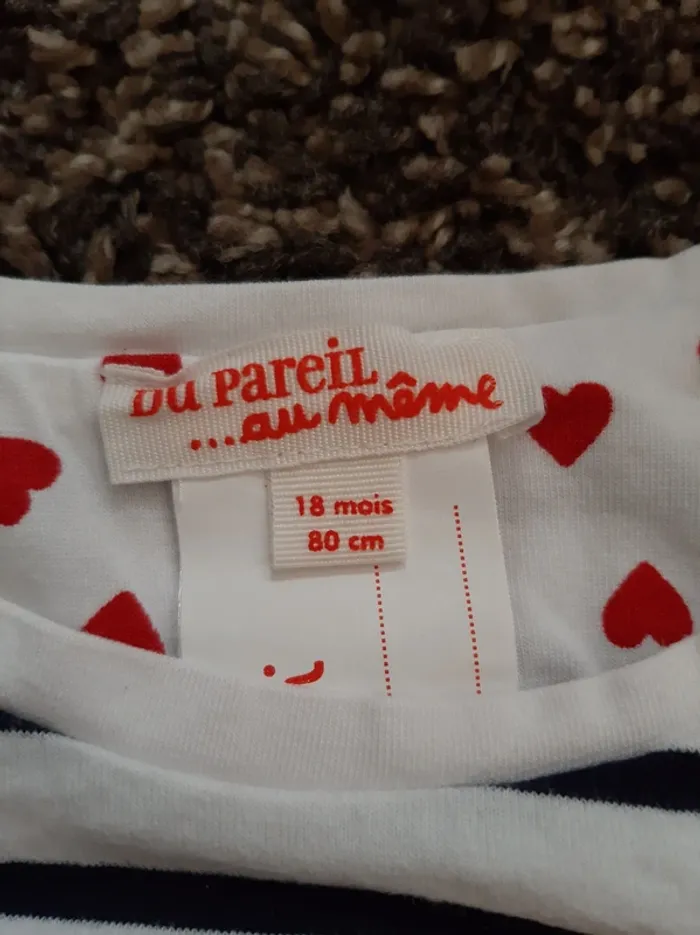 Du PareiL
...au même
18 mois
80 cm